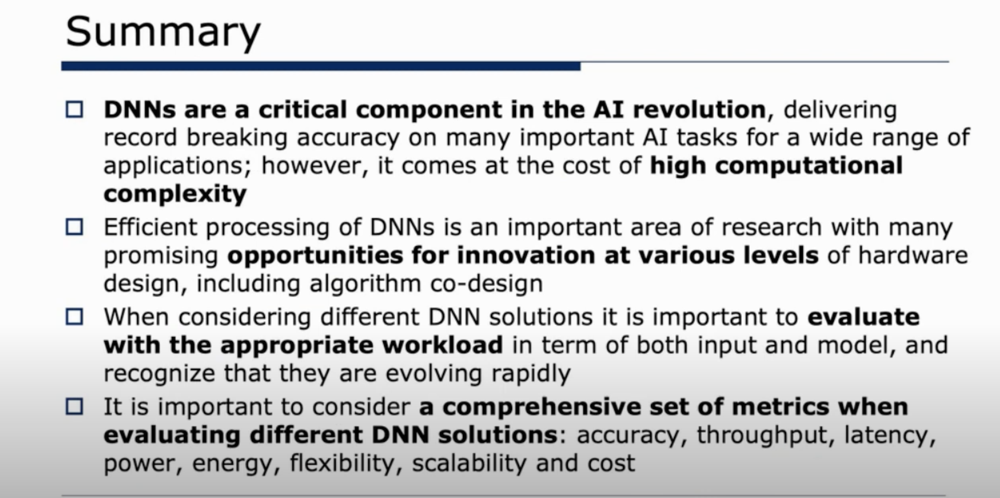 Summary
DNNs are a critical component in the AI revolution, delivering
record breaking accuracy on many important AI tasks for a wide range of
applications; however, it comes at the cost of high computational
complexity
Efficient processing of DNNs is an important area of research with many
promising opportunities for innovation at various levels of hardware
design, including algorithm co-design
When considering different DNN solutions it is important to evaluate
with the appropriate workload in term of both input and model, and
recognize that they are evolving rapidly
It is important to consider a comprehensive set of metrics when
evaluating different DNN solutions: accuracy, throughput, latency,
power, energy, flexibility, scalability and cost